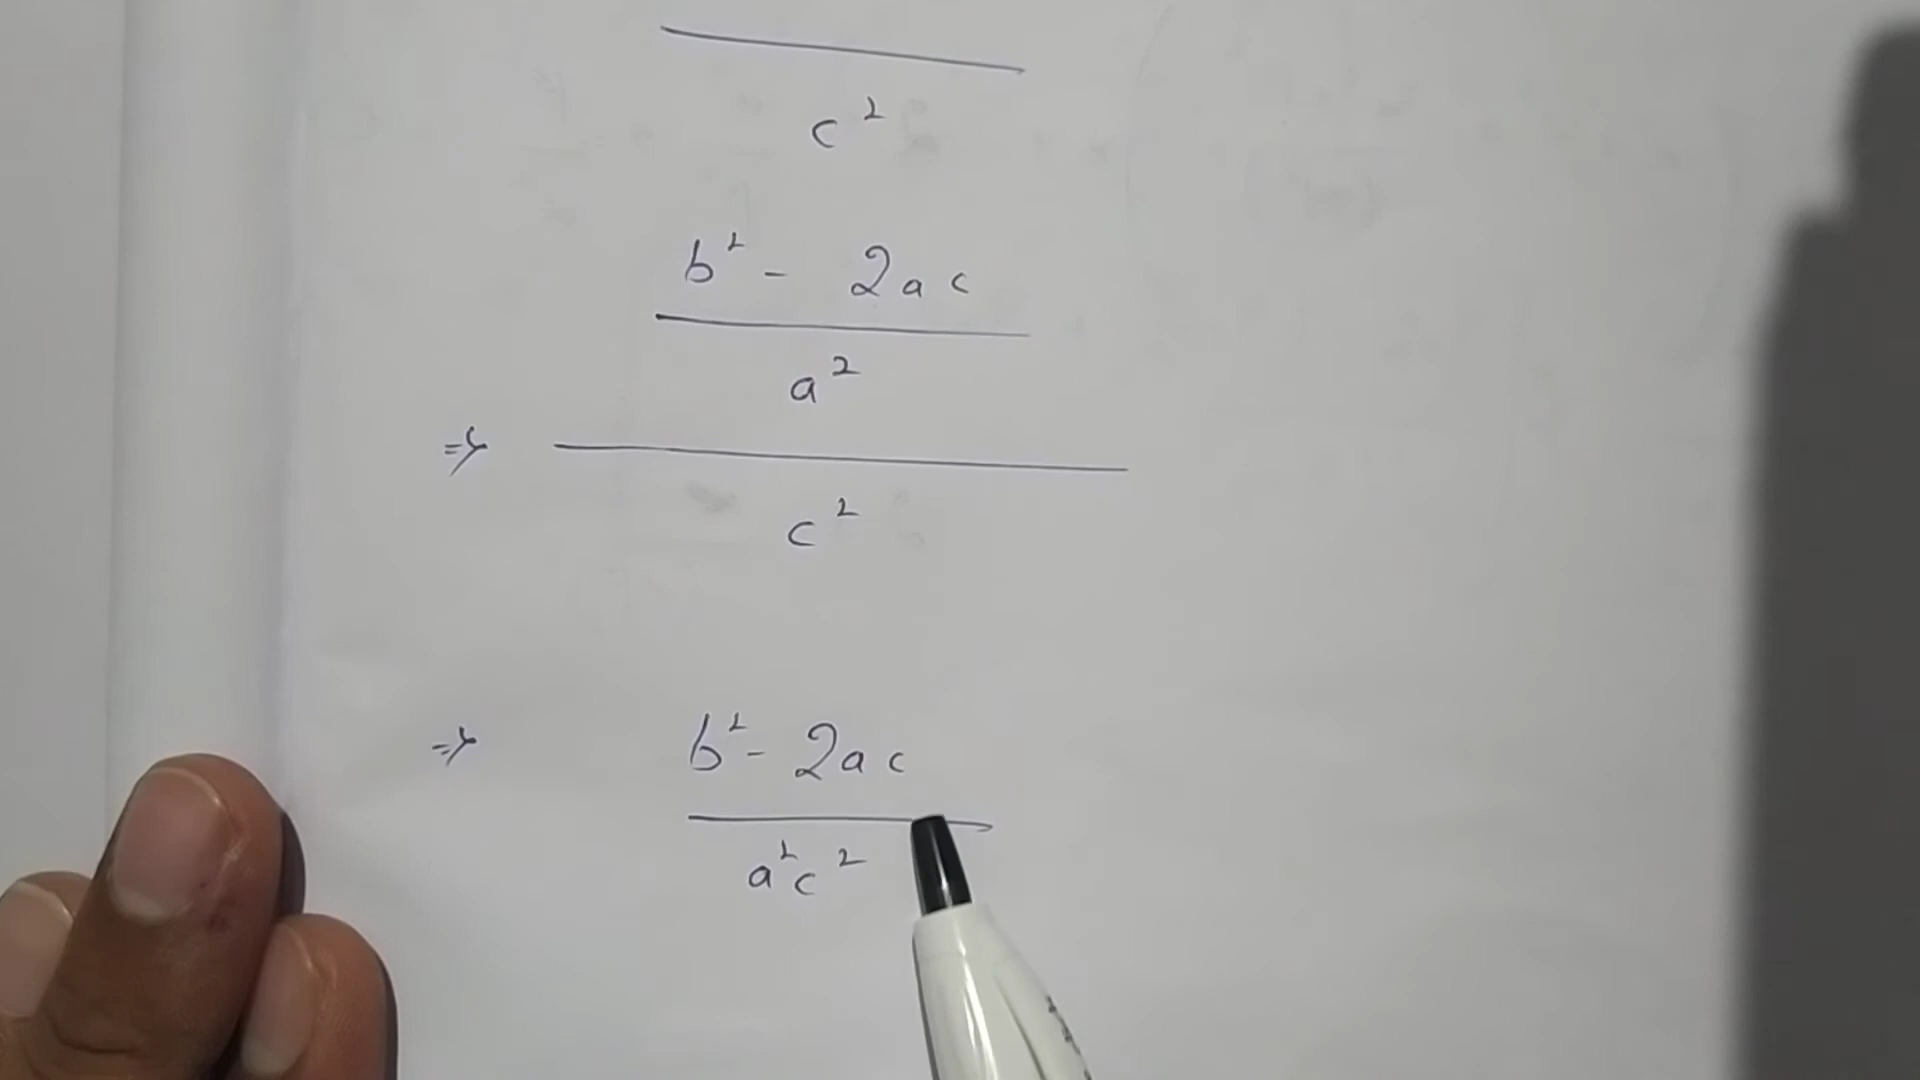 c²
b² - 2ac
a²
⇒
c²
⇒ b² - 2ac
a²c²